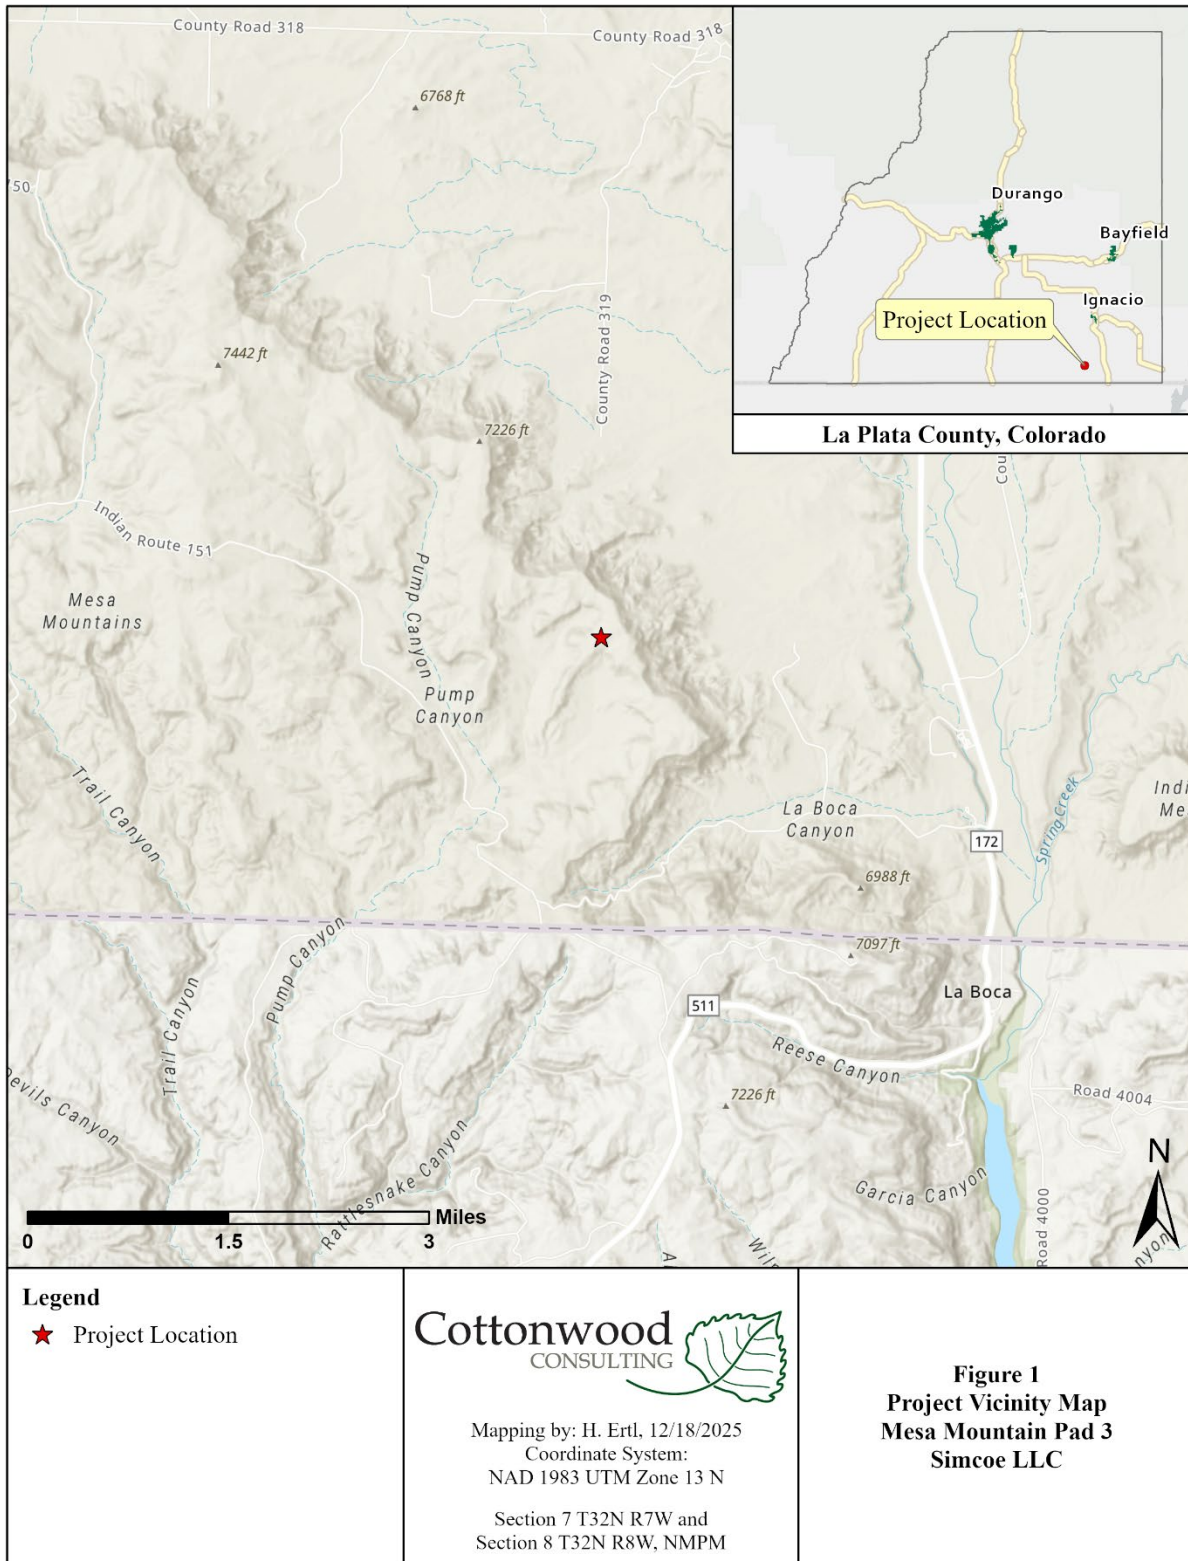 County Road 318
County Road 318
6768 ft
Durango
Bayfield
Ignacio
Project Location
La Plata County, Colorado
750
County Road 319
7442 ft
7226 ft
Cou
Indian Route 151
Pump Canyon
Mesa
Mountains
Pump
Canyon
Trail Canyon
La Boca
Canyon
Spring Creek
Indi
Me
172
6988 ft
Pump Canyon
7097 ft
La Boca
511
Trail Canyon
Reese Canyon
Devils Canyon
7226 ft
Road 4004
Rattlesnake Canyon
Garcia Canyon
Road 4000
N
nyon
Miles
0 1.5 3
Legend
Project Location
Cottonwood
CONSULTING
Mapping by: H. Ertl, 12/18/2025
Coordinate System:
NAD 1983 UTM Zone 13 N
Section 7 T32N R7W and
Section 8 T32N R8W, NMPM
Figure 1
Project Vicinity Map
Mesa Mountain Pad 3
Simcoe LLC